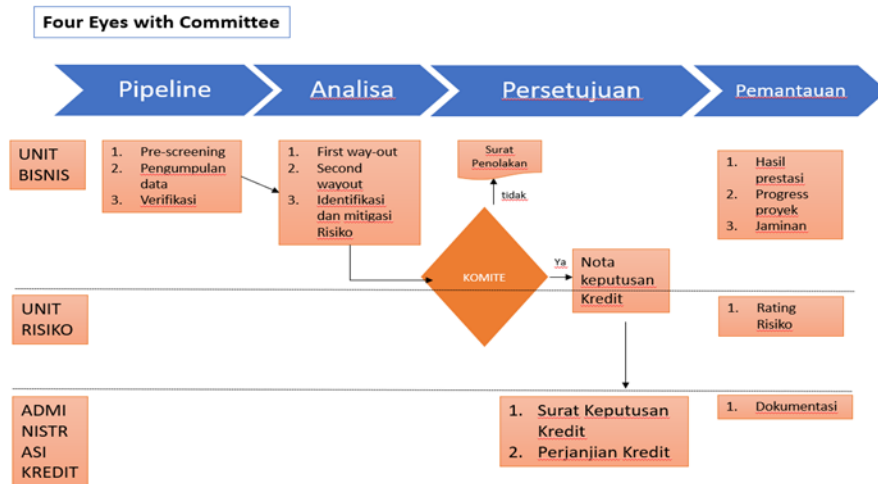 Four Eyes with Committee
Pipeline
Analisa
Persetujuan
Pemantauan
UNIT
BISNIS
1. Pre-screening
2. Pengumpulan
data
3. Verifikasi
1. First way-out
2. Second
wayout
3. Identifikasi
dan mitigasi
Risiko
Surat
Penolakan
tidak
KOMITE
Ya
Nota
keputusan
Kredit
1. Hasil
prestasi
2. Progress
proyek
3. Jaminan
UNIT
RISIKO
1. Rating
Risiko
ADMI
NISTR
ASI
KREDIT
1. Surat Keputusan
Kredit
2. Perjanjian Kredit
1. Dokumentasi